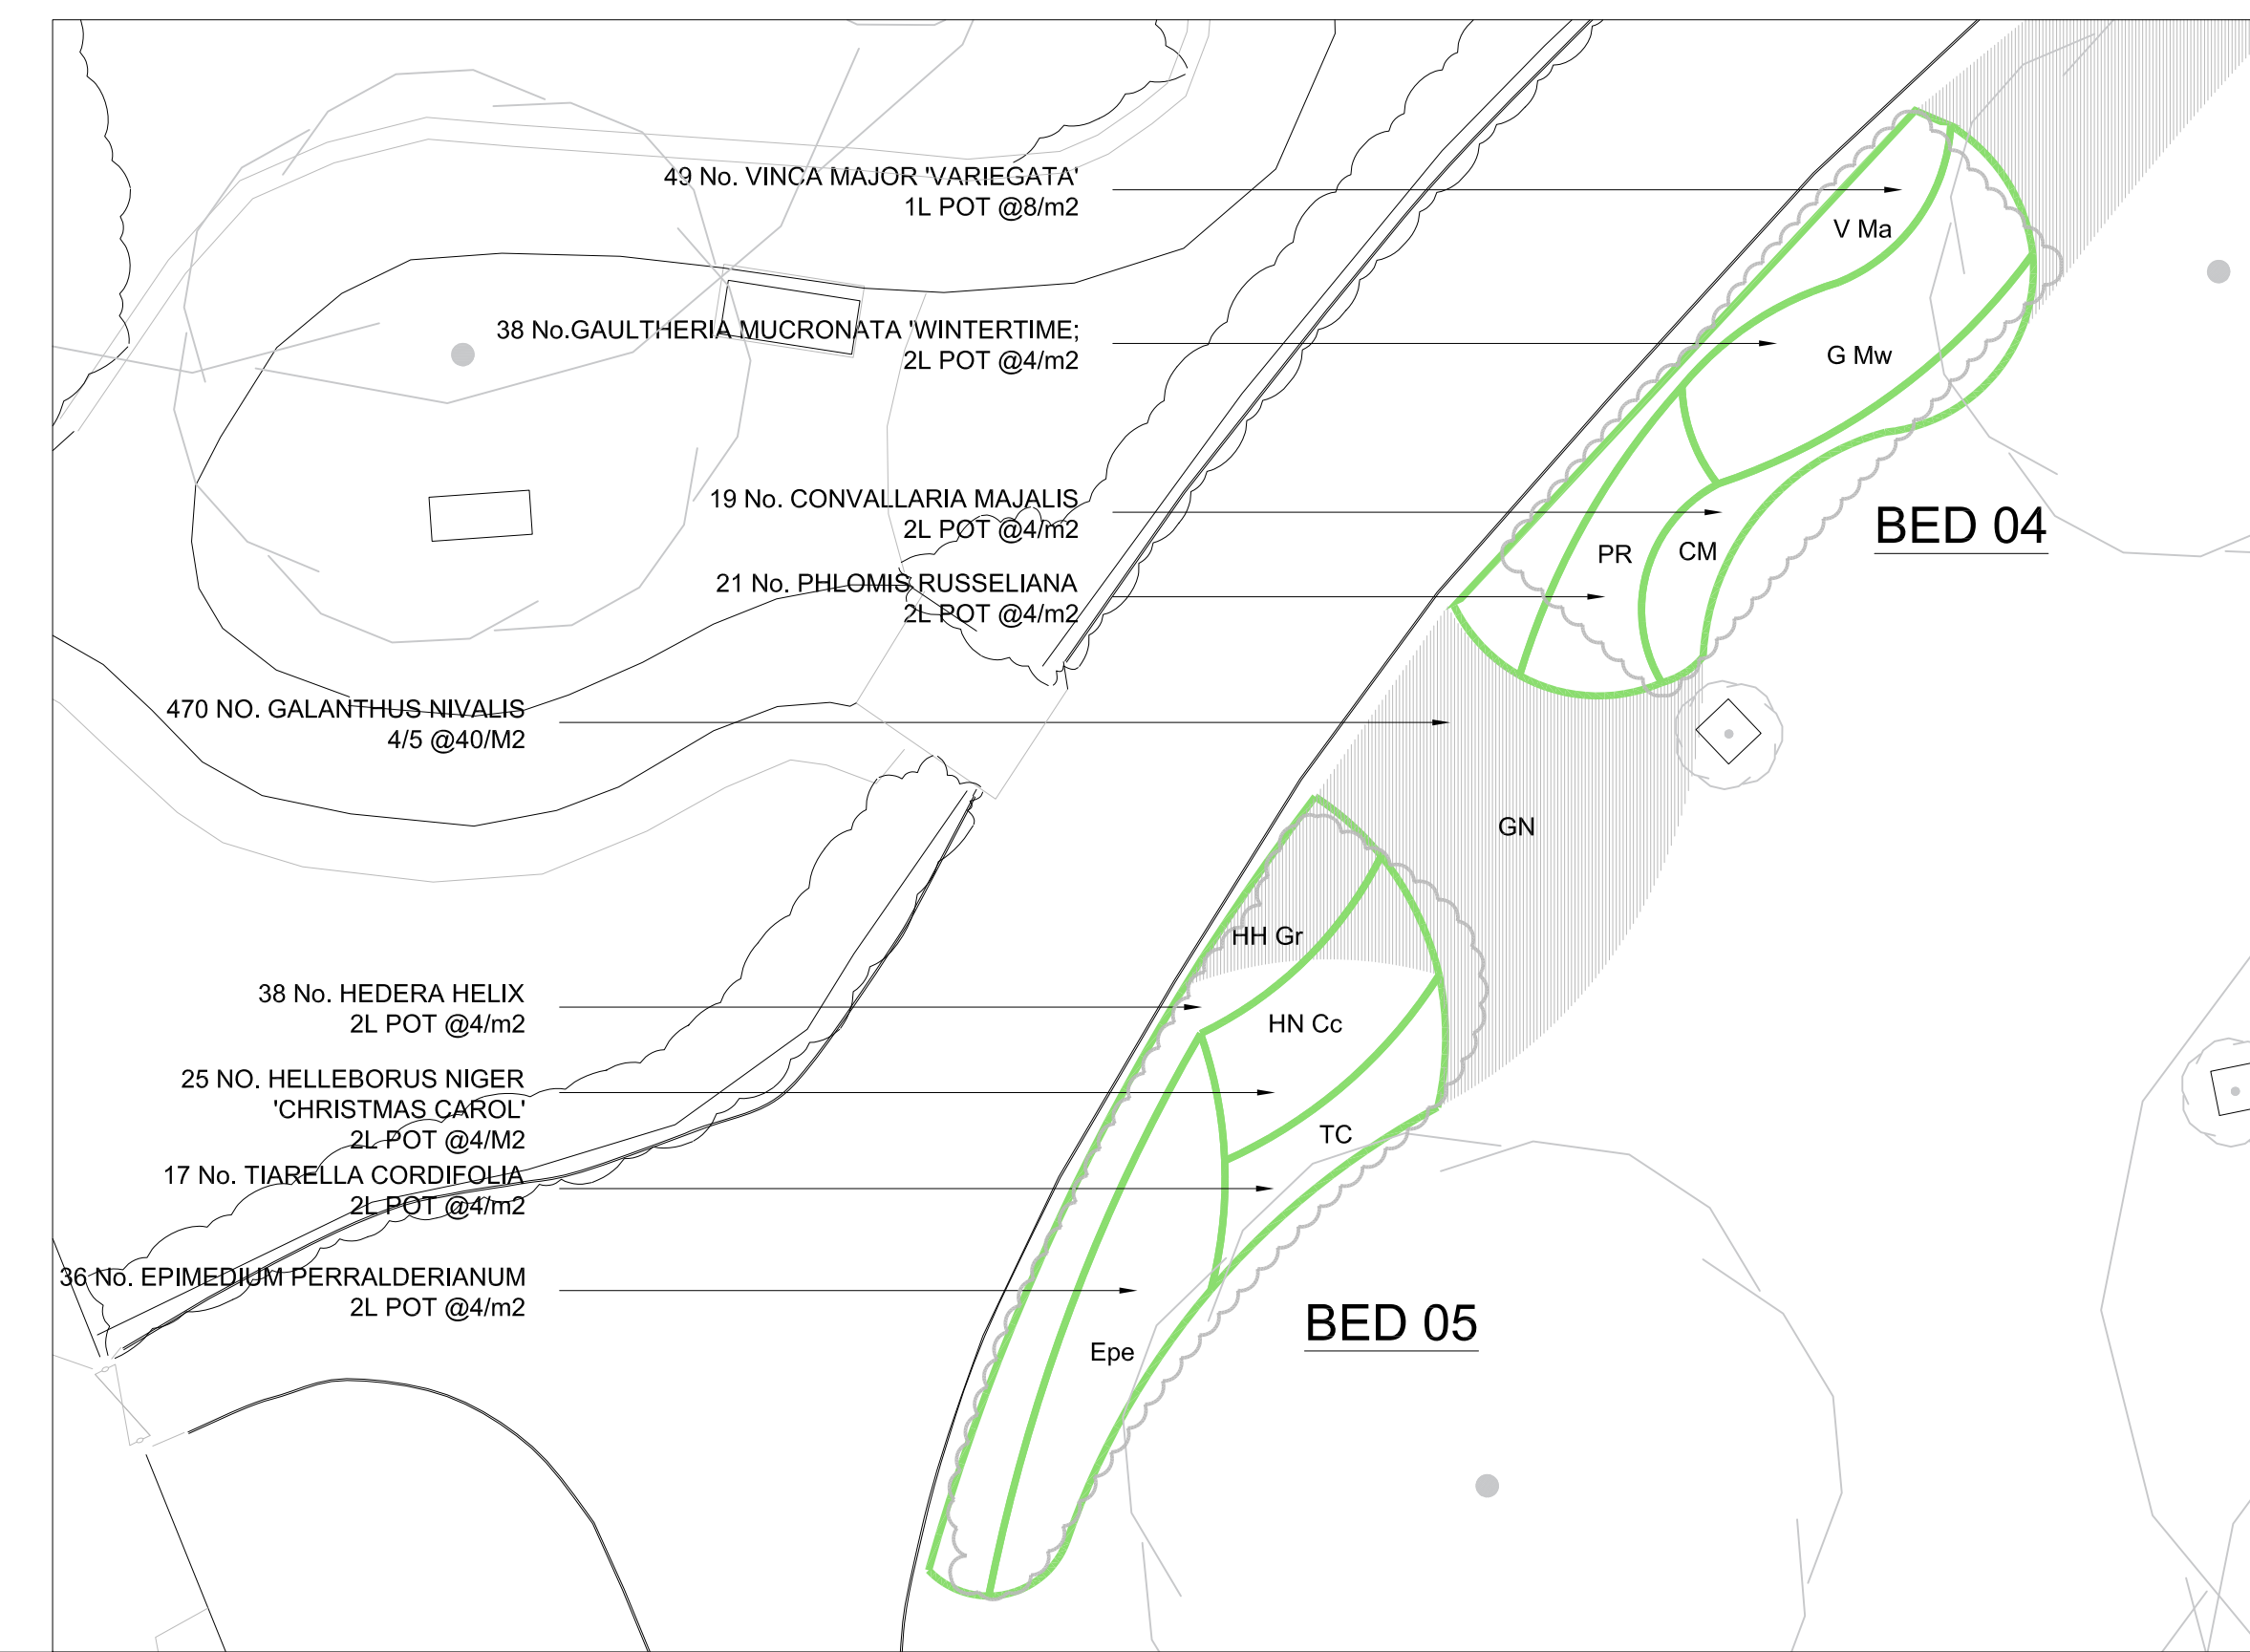 49 No. VINCA MAJOR 'VARIEGATA'
1L POT @8/m2
V Ma
38 No.GAULTHERIA MUCRONATA 'WINTERTIME;
2L POT @4/m2
G Mw
19 No. CONVALLARIA MAJALIS
2L POT @4/m2
BED 04
PR
CM
21 No. PHLOMIS RUSSELIANA
2L POT @4/m2
470 NO. GALANTHUS NIVALIS
4/5 @40/M2
GN
HH Gr
38 No. HEDERA HELIX
2L POT @4/m2
HN Cc
25 NO. HELLEBORUS NIGER
'CHRISTMAS CAROL'
2L POT @4/M2
TC
17 No. TIARELLA CORDIFOLIA
2L POT @4/m2
36 No. EPIMEDIUM PERRALDERIANUM
2L POT @4/m2
BED 05
Epe